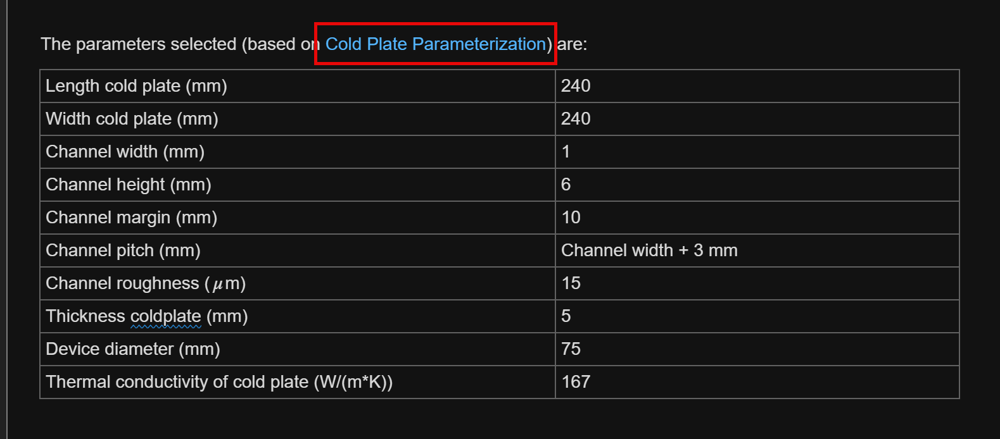 The parameters selected (based on Cold Plate Parameterization) are:
Length cold plate (mm) 240
Width cold plate (mm) 240
Channel width (mm) 1
Channel height (mm) 6
Channel margin (mm) 10
Channel pitch (mm) Channel width + 3 mm
Channel roughness (μm) 15
Thickness coldplate (mm) 5
Device diameter (mm) 75
Thermal conductivity of cold plate (W/(m*K)) 167